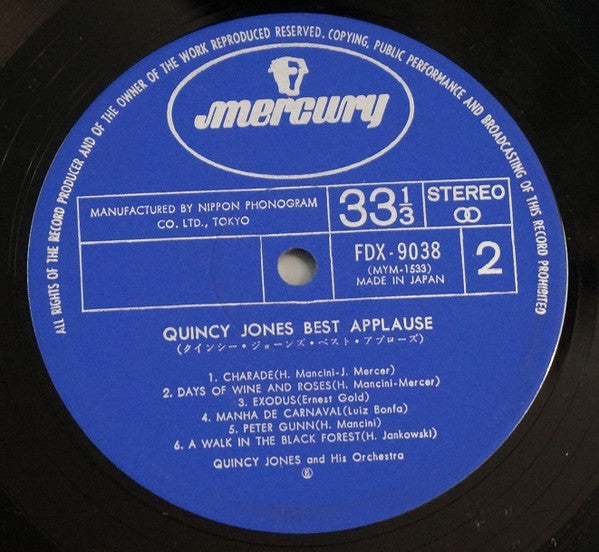 ALL RIGHTS OF THE RECORD PRODUCER AND OF THE OWNER OF THE WORK REPRODUCED RESERVED. COPYING, PUBLIC PERFORMANCE AND BROADCASTING OF THIS RECORD PROHIBITED
mercury
MANUFACTURED BY NIPPON PHONOGRAM
CO. LTD., TOKYO
33 1/3
STEREO
FDX-9038
(MYM-1533)
MADE IN JAPAN
2
QUINCY JONES BEST APPLAUSE
(クインシー・ジョーンズ・ベスト・アプローズ)
1. CHARADE(H. Mancini-J. Mercer)
2. DAYS OF WINE AND ROSES(H. Mancini-Mercer)
3. EXODUS(Ernest Gold)
4. MANHA DE CARNAVAL(Luiz Bonfa)
5. PETER GUNN(H. Mancini)
6. A WALK IN THE BLACK FOREST(H. Jankowski)
QUINCY JONES and His Orchestra